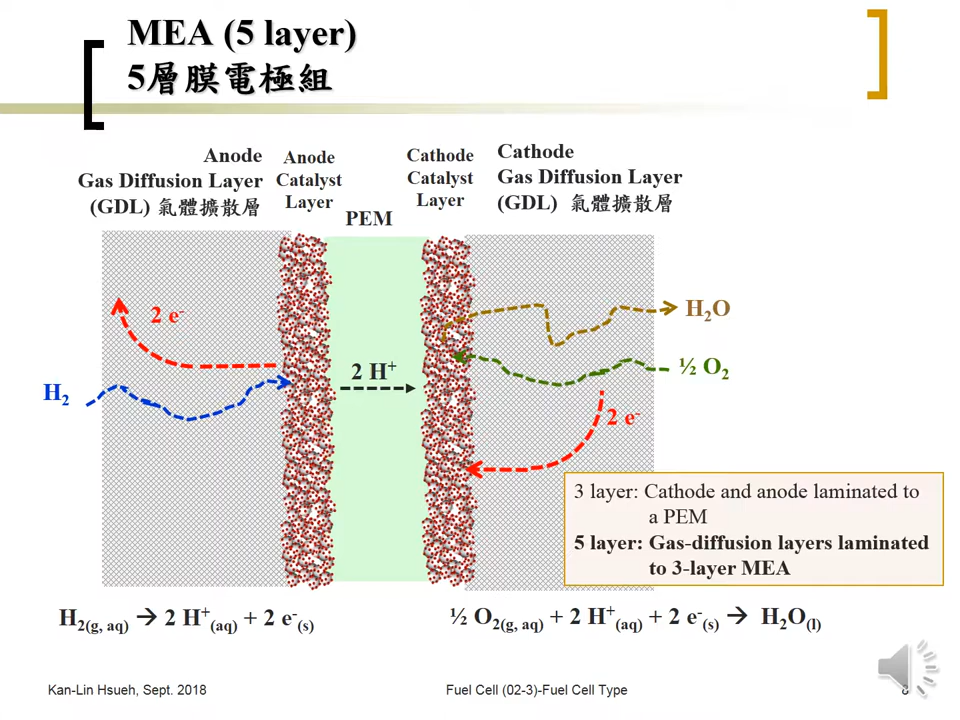 MEA (5 layer)
5層膜電極組
Anode
Gas Diffusion Layer
(GDL) 氣體擴散層
Anode
Catalyst
Layer
PEM
Cathode
Catalyst
Layer
Cathode
Gas Diffusion Layer
(GDL) 氣體擴散層
2 e⁻
H₂
2 H⁺
H₂O
½ O₂
2 e⁻
3 layer: Cathode and anode laminated to
a PEM
5 layer: Gas-diffusion layers laminated
to 3-layer MEA
H₂(g, aq) → 2 H⁺(aq) + 2 e⁻(s)
½ O₂(g, aq) + 2 H⁺(aq) + 2 e⁻(s) → H₂O(l)
Kan-Lin Hsueh, Sept. 2018
Fuel Cell (02-3)-Fuel Cell Type